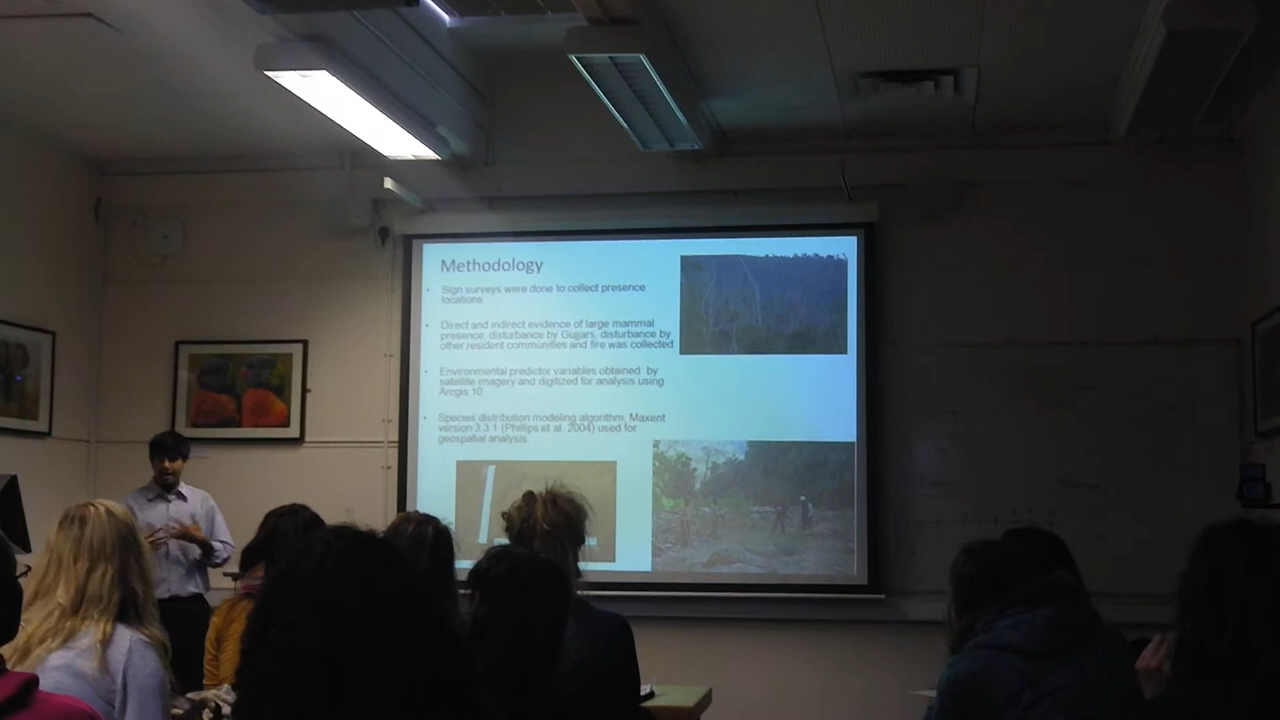 Methodology
• Sign surveys were done to collect presence
locations
• Direct and indirect evidence of large mammal
presence, disturbance by Gujjars, disturbance by
other resident communities and fire was collected
• Environmental predictor variables obtained by
satellite imagery and digitized for analysis using
Arcgis 10
• Species distribution modeling algorithm, Maxent
version 3.3.1 (Phillips et al. 2004) used for
geospatial analysis.